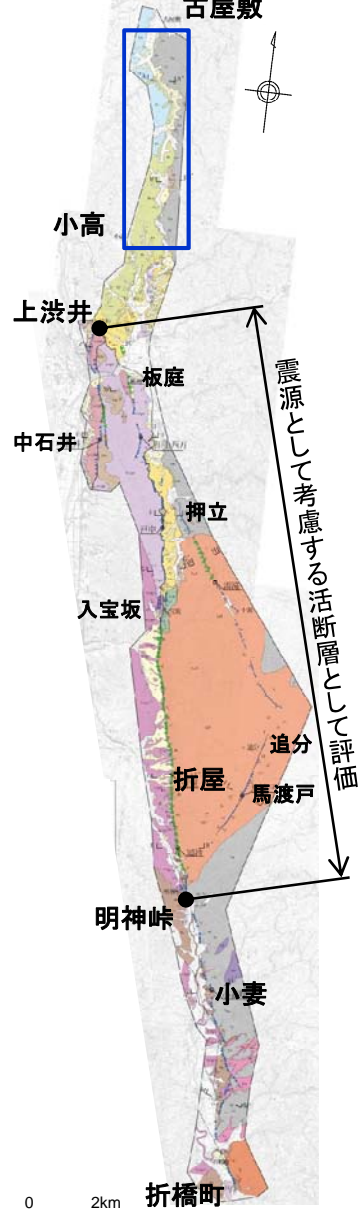 古屋敷
小高
上渋井
板庭
中石井
押立
入宝坂
震源として考慮する活断層として評価
追分
折屋
馬渡戸
明神峠
小妻
折橋町
0 2km